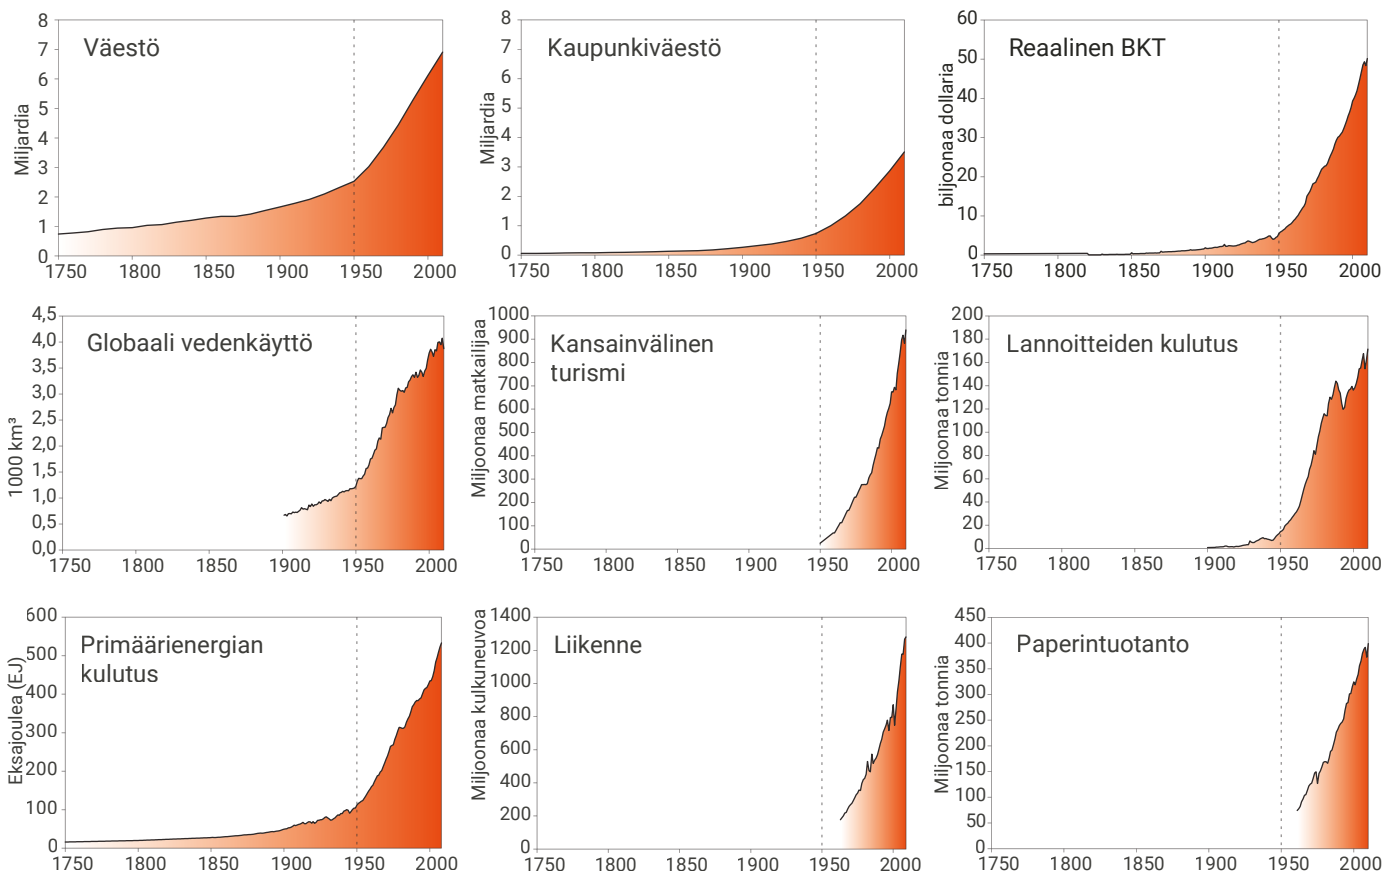 Väestö
Miljardia
8
7
6
5
4
3
2
1
0
1750 1800 1850 1900 1950 2000
Kaupunkiväestö
Miljardia
8
7
6
5
4
3
2
1
0
1750 1800 1850 1900 1950 2000
Reaalinen BKT
biljoonaa dollaria
60
50
40
30
20
10
0
1750 1800 1850 1900 1950 2000
Globaali vedenkäyttö
1000 km³
4,5
4,0
3,5
3,0
2,5
2,0
1,5
1,0
0,5
0,0
1750 1800 1850 1900 1950 2000
Kansainvälinen
turismi
Miljoonaa matkailijaa
1000
900
800
700
600
500
400
300
200
100
0
1750 1800 1850 1900 1950 2000
Lannoitteiden kulutus
Miljoonaa tonnia
200
180
160
140
120
100
80
60
40
20
0
1750 1800 1850 1900 1950 2000
Primäärienergian
kulutus
Eksajoulea (EJ)
600
500
400
300
200
100
0
1750 1800 1850 1900 1950 2000
Liikenne
Miljoonaa kulkuneuvoa
1400
1200
1000
800
600
400
200
0
1750 1800 1850 1900 1950 2000
Paperintuotanto
Miljoonaa tonnia
450
400
350
300
250
200
150
100
50
0
1750 1800 1850 1900 1950 2000